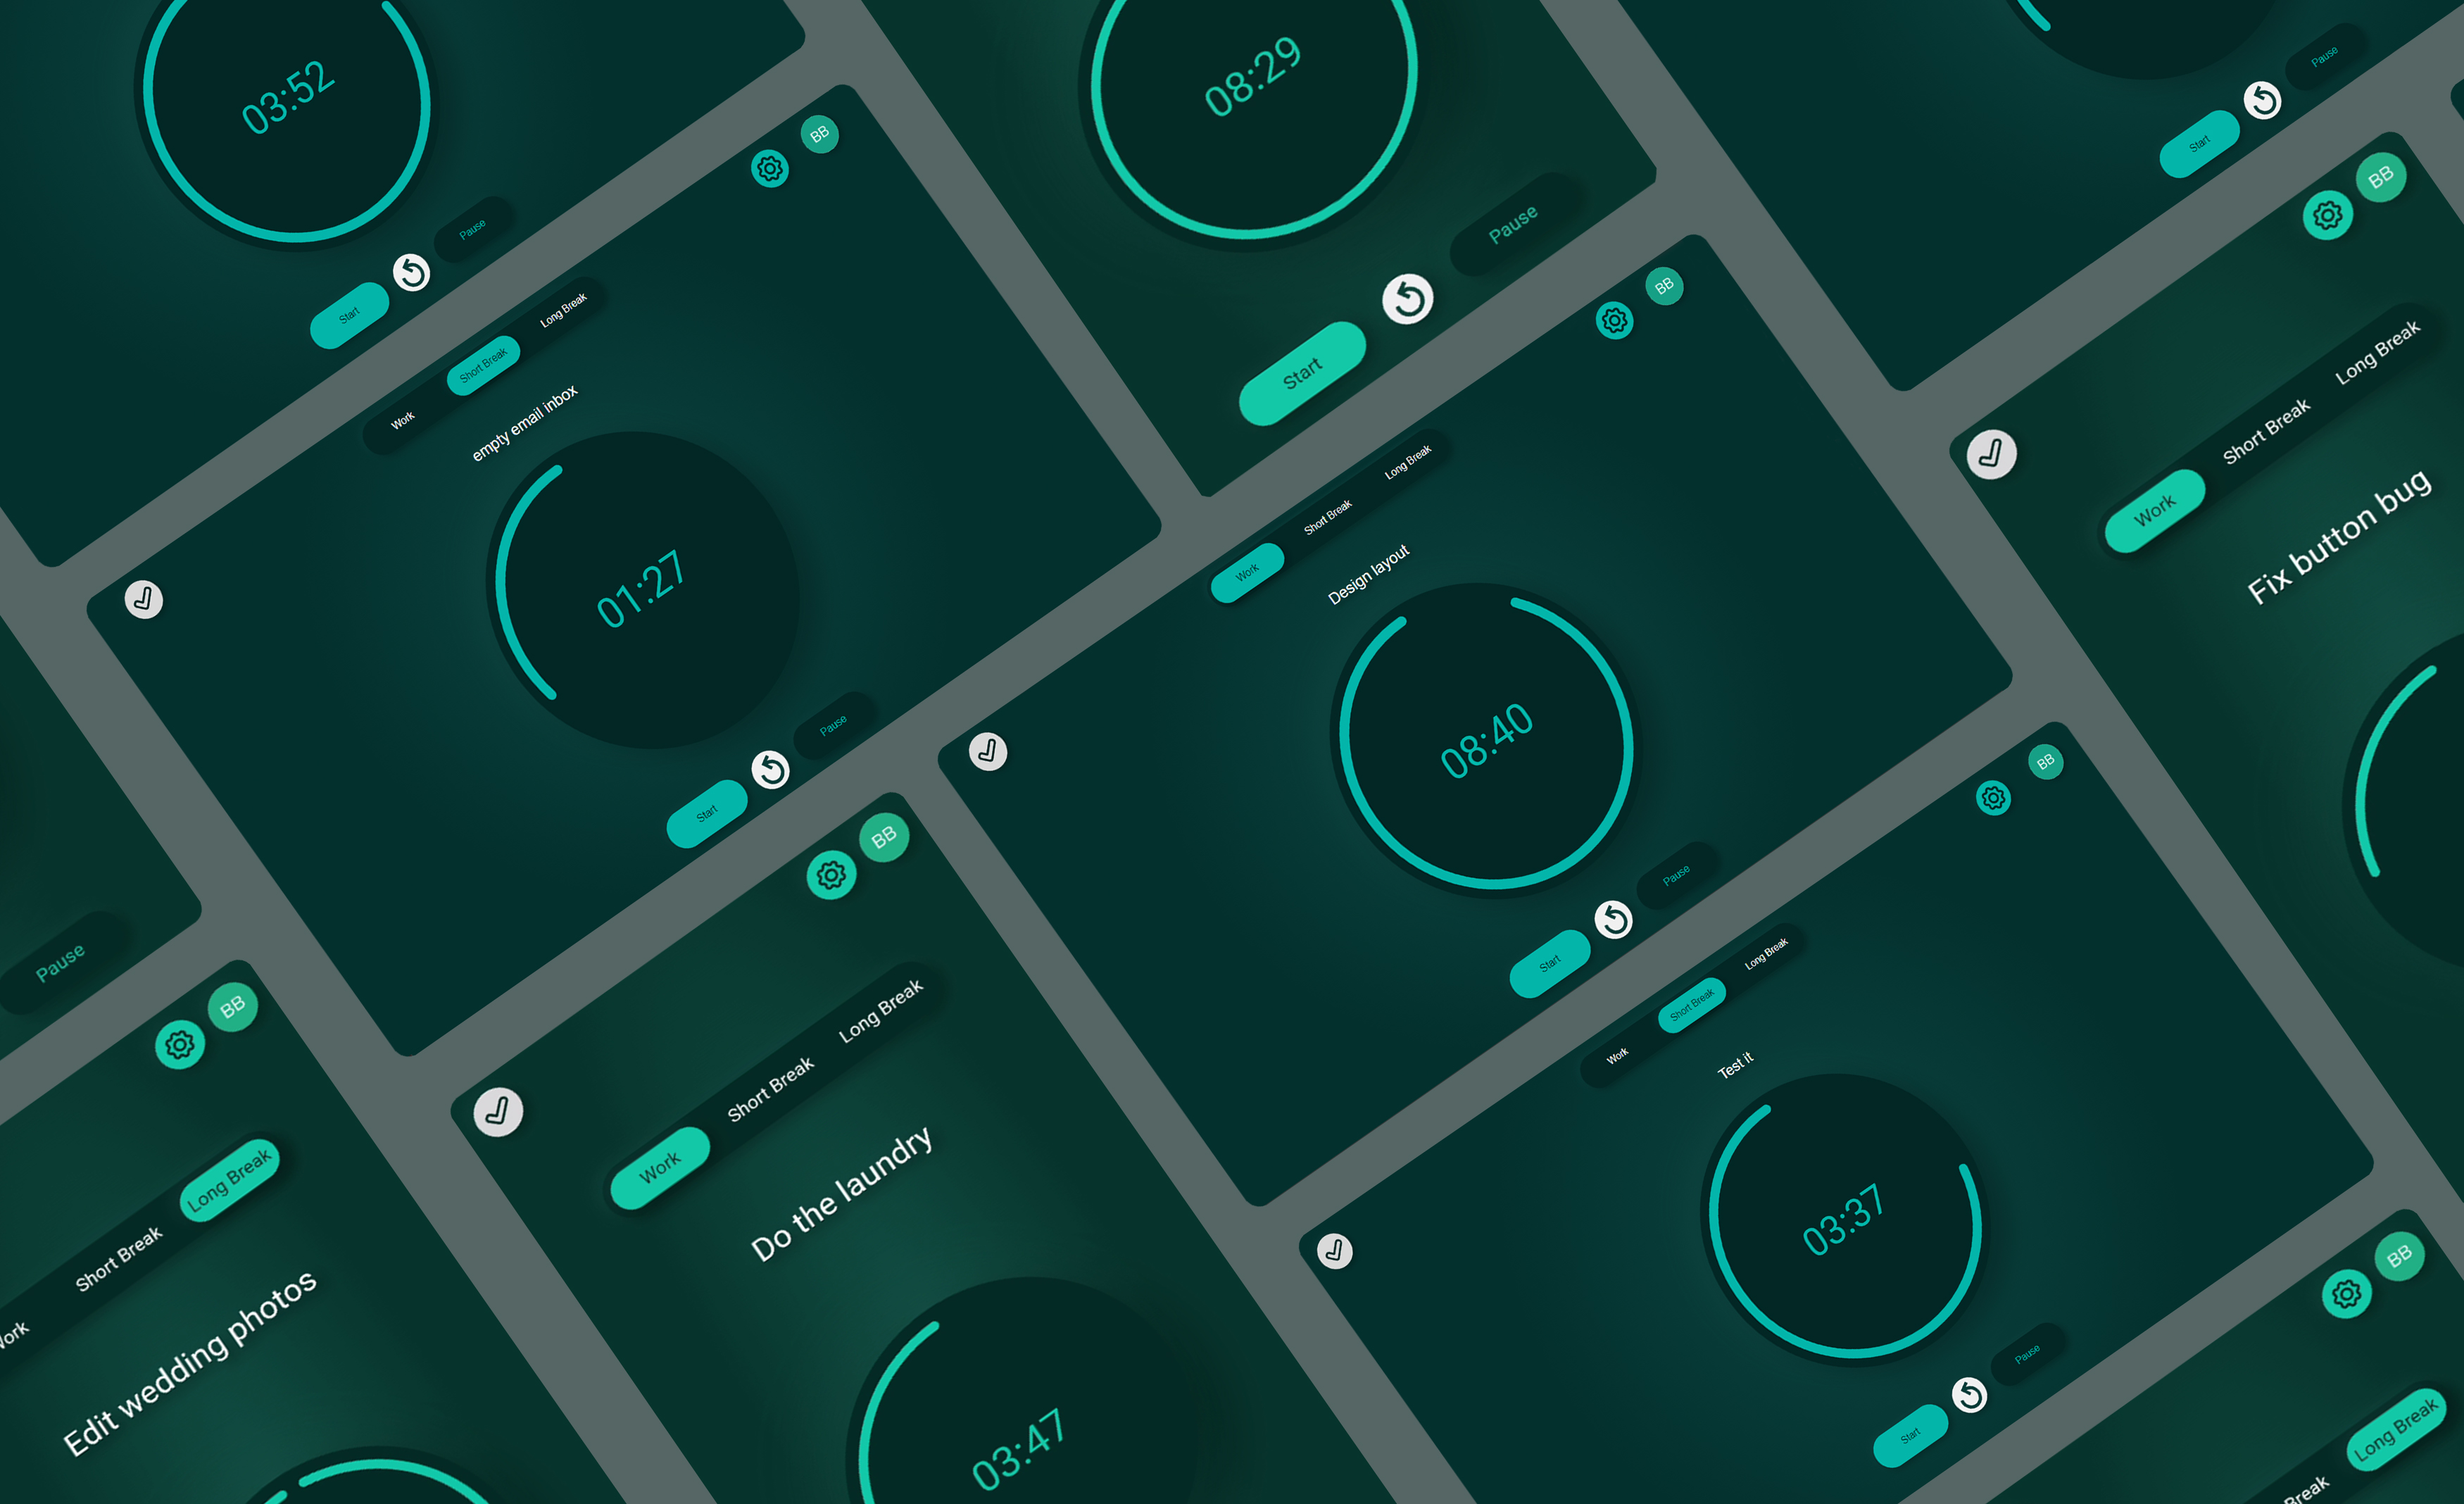 03:52
Start
Pause
BB
Work
Short Break
Long Break
empty email inbox
01:27
Start
Pause
08:29
Start
Pause
BB
Work
Short Break
Long Break
Design layout
08:40
Start
Pause
Start
Pause
BB
Work
Short Break
Long Break
Fix button bug
Pause
BB
Short Break
Long Break
Edit wedding photos
BB
Work
Short Break
Long Break
Do the laundry
03:47
BB
Work
Short Break
Long Break
Test it
03:37
Start
Pause
BB
Break
Long Break